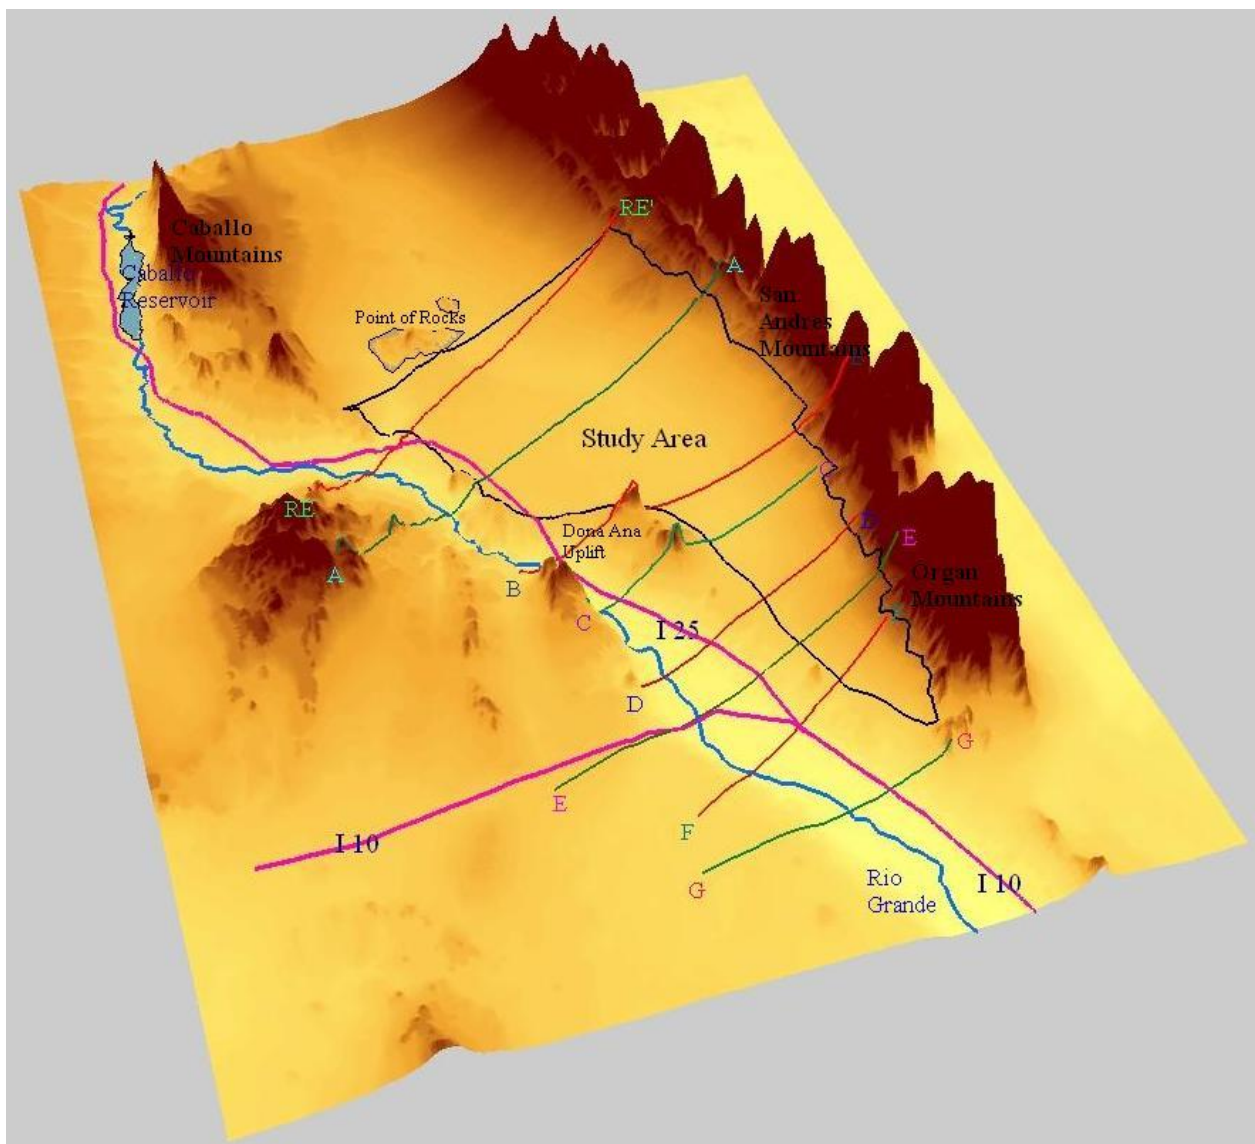 RE'
Caballo
Mountains
A
Caballo
Reservoir
San
Andres
Mountains
Point of Rocks
Study Area
C
RE
D
Dona Ana
Uplift
E
A
B
Organ
Mountains
C
I 25
D
G
E
F
I 10
G
Rio
Grande
I 10